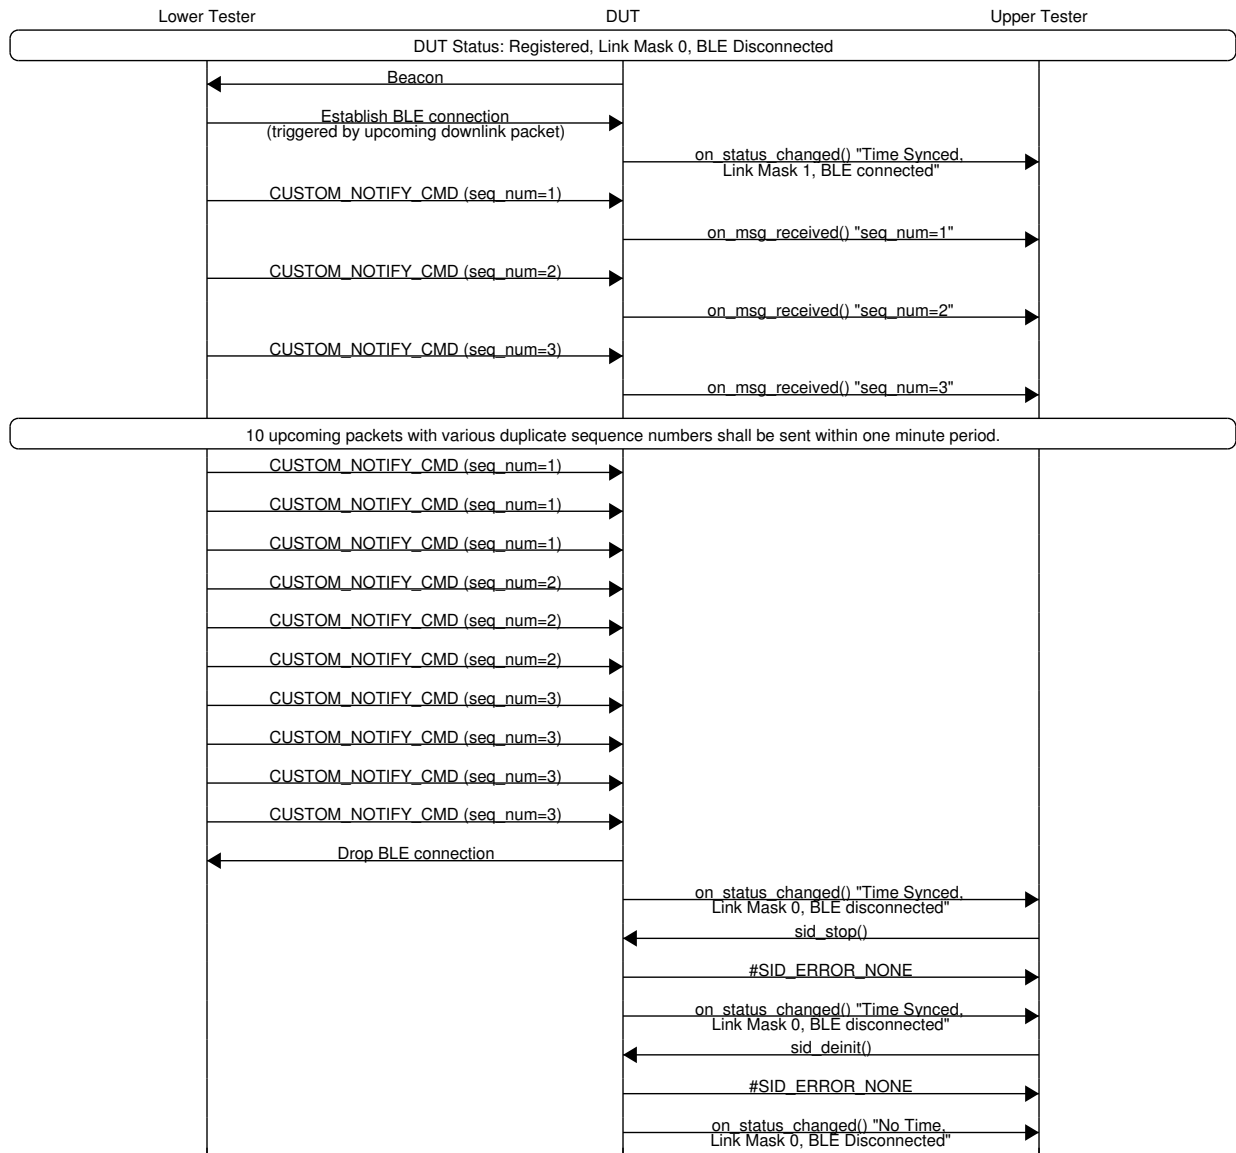 Lower Tester DUT Upper Tester
DUT Status: Registered, Link Mask 0, BLE Disconnected
Beacon
Establish BLE connection
(triggered by upcoming downlink packet)
on_status_changed() "Time Synced,
Link Mask 1, BLE connected"
CUSTOM_NOTIFY_CMD (seq_num=1)
on_msg_received() "seq_num=1"
CUSTOM_NOTIFY_CMD (seq_num=2)
on_msg_received() "seq_num=2"
CUSTOM_NOTIFY_CMD (seq_num=3)
on_msg_received() "seq_num=3"
10 upcoming packets with various duplicate sequence numbers shall be sent within one minute period.
CUSTOM_NOTIFY_CMD (seq_num=1)
CUSTOM_NOTIFY_CMD (seq_num=1)
CUSTOM_NOTIFY_CMD (seq_num=1)
CUSTOM_NOTIFY_CMD (seq_num=2)
CUSTOM_NOTIFY_CMD (seq_num=2)
CUSTOM_NOTIFY_CMD (seq_num=2)
CUSTOM_NOTIFY_CMD (seq_num=3)
CUSTOM_NOTIFY_CMD (seq_num=3)
CUSTOM_NOTIFY_CMD (seq_num=3)
CUSTOM_NOTIFY_CMD (seq_num=3)
Drop BLE connection
on_status_changed() "Time Synced,
Link Mask 0, BLE disconnected"
sid_stop()
#SID_ERROR_NONE
on_status_changed() "Time Synced,
Link Mask 0, BLE disconnected"
sid_deinit()
#SID_ERROR_NONE
on_status_changed() "No Time,
Link Mask 0, BLE Disconnected"